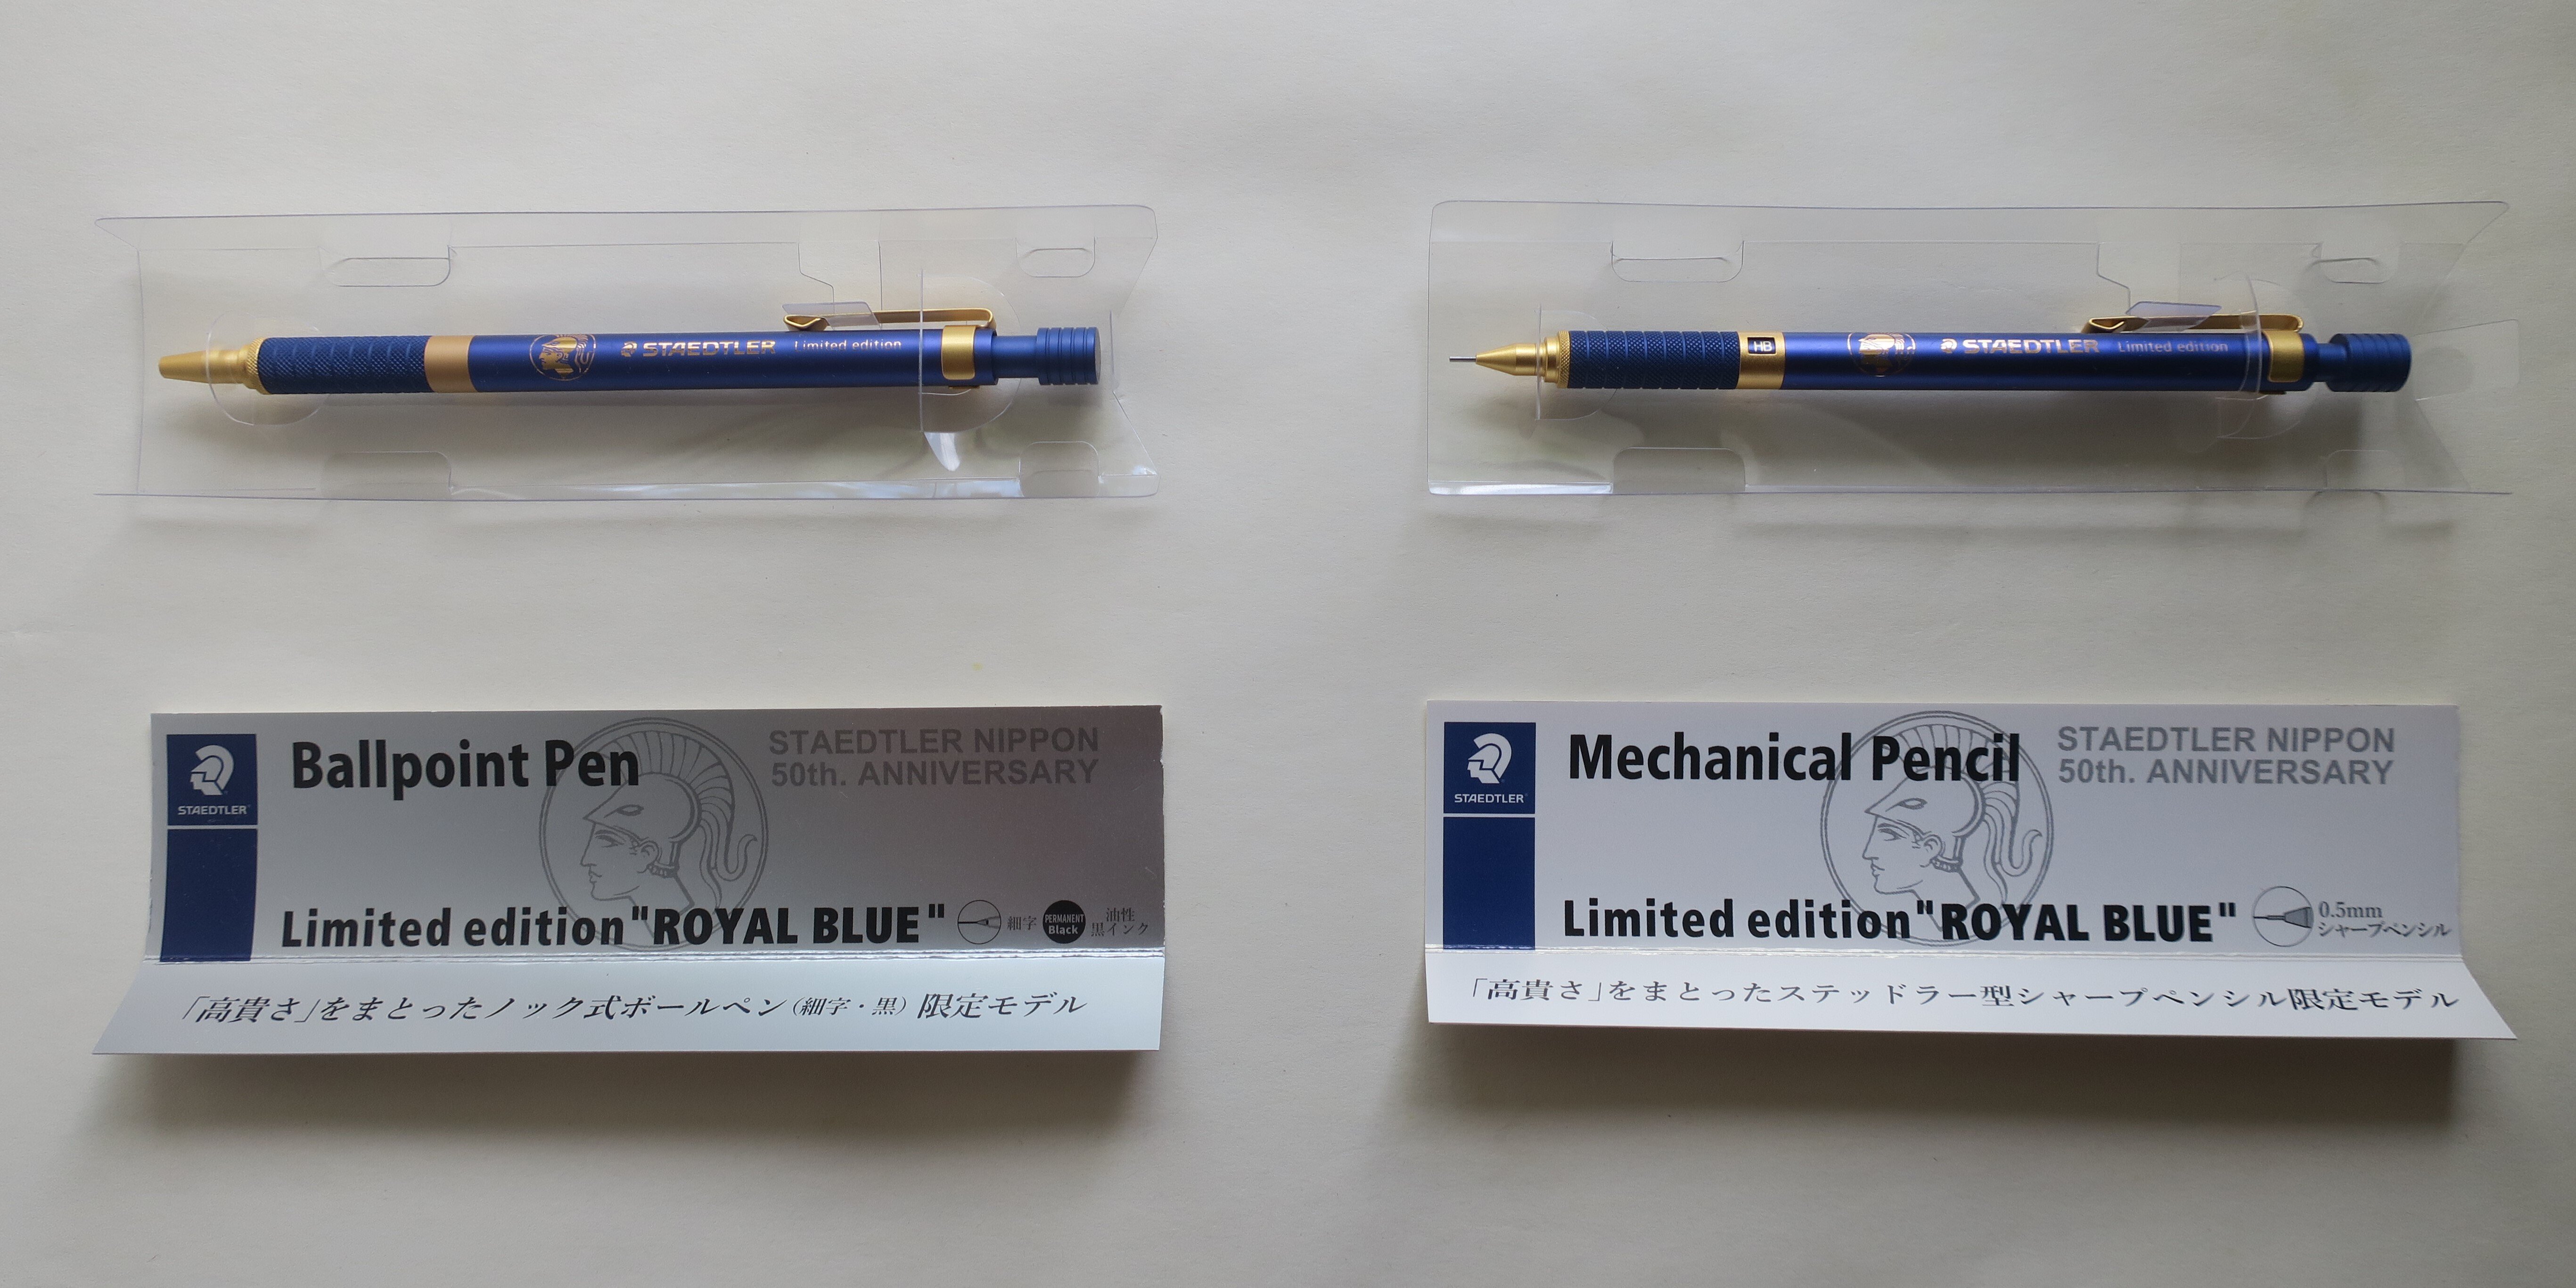 STAEDTLER Limited edition
HB STAEDTLER Limited edition
STAEDTLER
Ballpoint Pen
STAEDTLER NIPPON
50th. ANNIVERSARY
Limited edition "ROYAL BLUE"
細字
PERMANENT
Black
油性
黒インク
「高貴さ」をまとったノック式ボールペン(細字・黒) 限定モデル
STAEDTLER
Mechanical Pencil
STAEDTLER NIPPON
50th. ANNIVERSARY
Limited edition "ROYAL BLUE"
0.5mm
シャープペンシル
「高貴さ」をまとったステッドラー型シャープペンシル限定モデル